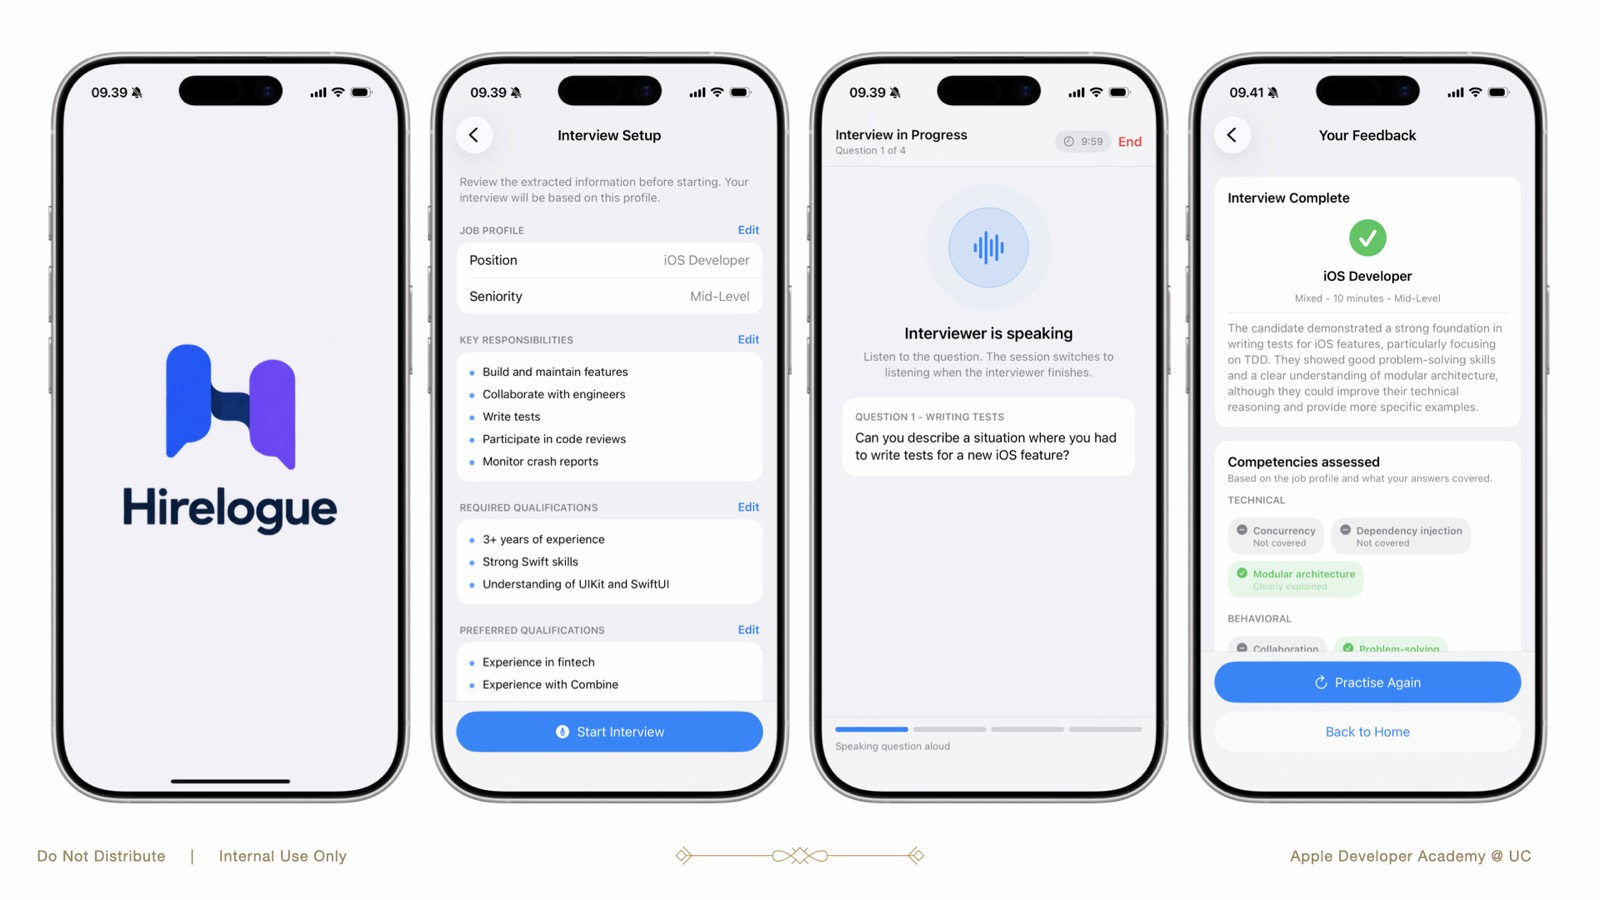 09.39
Hirelogue
09.39
Interview Setup
Review the extracted information before starting. Your
interview will be based on this profile.
JOB PROFILE
Edit
Position
iOS Developer
Seniority
Mid-Level
KEY RESPONSIBILITIES
Edit
Build and maintain features
Collaborate with engineers
Write tests
Participate in code reviews
Monitor crash reports
REQUIRED QUALIFICATIONS
Edit
3+ years of experience
Strong Swift skills
Understanding of UIKit and SwiftUI
PREFERRED QUALIFICATIONS
Edit
Experience in fintech
Experience with Combine
Start Interview
09.39
Interview in Progress
Question 1 of 4
9:59
End
Interviewer is speaking
Listen to the question. The session switches to
listening when the interviewer finishes.
QUESTION 1 - WRITING TESTS
Can you describe a situation where you had
to write tests for a new iOS feature?
Speaking question aloud
09.41
Your Feedback
Interview Complete
iOS Developer
Mixed - 10 minutes - Mid-Level
The candidate demonstrated a strong foundation in
writing tests for iOS features, particularly focusing
on TDD. They showed good problem-solving skills
and a clear understanding of modular architecture,
although they could improve their technical
reasoning and provide more specific examples.
Competencies assessed
Based on the job profile and what your answers covered.
TECHNICAL
Concurrency
Not covered
Dependency injection
Not covered
Modular architecture
Clearly explained
BEHAVIORAL
Collaboration
Problem-solving
Practise Again
Back to Home
Do Not Distribute | Internal Use Only
Apple Developer Academy @ UC